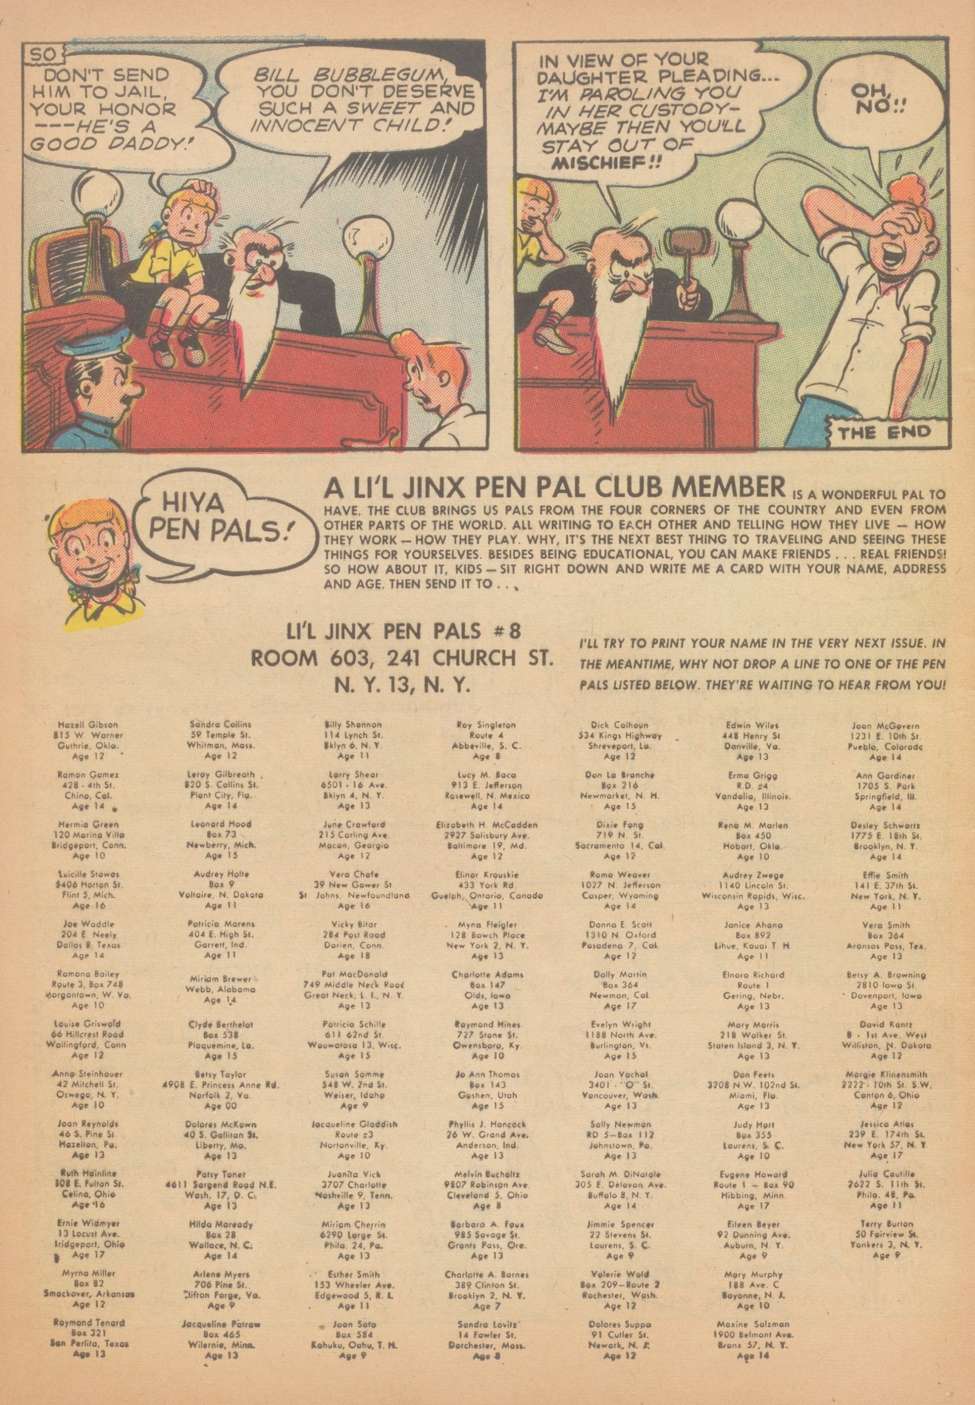 SO
DON'T SEND
HIM TO JAIL,
YOUR HONOR
---HE'S A
GOOD DADDY!
BILL BUBBLEGUM,
YOU DON'T DESERVE
SUCH A SWEET AND
INNOCENT CHILD!
IN VIEW OF YOUR
DAUGHTER PLEADING...
I'M PAROLING YOU
IN HER CUSTODY-
MAYBE THEN YOU'LL
STAY OUT OF
MISCHIEF!!
OH,
NO!!
THE END
HIYA
PEN PALS!
A LI'L JINX PEN PAL CLUB MEMBER IS A WONDERFUL PAL TO
HAVE. THE CLUB BRINGS US PALS FROM THE FOUR CORNERS OF THE COUNTRY AND EVEN FROM
OTHER PARTS OF THE WORLD. ALL WRITING TO EACH OTHER AND TELLING HOW THEY LIVE — HOW
THEY WORK — HOW THEY PLAY. WHY, IT'S THE NEXT BEST THING TO TRAVELING AND SEEING THESE
THINGS FOR YOURSELVES. BESIDES BEING EDUCATIONAL, YOU CAN MAKE FRIENDS . . . REAL FRIENDS!
SO HOW ABOUT IT, KIDS — SIT RIGHT DOWN AND WRITE ME A CARD WITH YOUR NAME, ADDRESS
AND AGE. THEN SEND IT TO . . .
LI'L JINX PEN PALS #8
ROOM 603, 241 CHURCH ST.
N. Y. 13, N. Y.
I'LL TRY TO PRINT YOUR NAME IN THE VERY NEXT ISSUE. IN
THE MEANTIME, WHY NOT DROP A LINE TO ONE OF THE PEN
PALS LISTED BELOW. THEY'RE WAITING TO HEAR FROM YOU!
Hazell Gibson
815 W Warner
Guthrie, Okla.
Age 12
Ramon Gomez
428 - 4th St.
Chino, Cal.
Age 14
Hermia Green
120 Marina Villa
Bridgeport, Conn.
Age 10
Lucille Stowas
Horton St.
Flint 5, Mich.
Age 16
Joe Waddle
204 E. Neely
Dallas 8, Texas
Age 14
Ramona Bailey
Route 3, Box 748
Morgantown, W. Va.
Age 10
Louise Griswold
66 Hillcrest Road
Wallingford, Conn
Age 12
Anna Steinhauer
42 Mitchell St.
Oswego, N. Y.
Age 10
Joan Reynolds
46 S. Pine St
Hazelton, Pa.
Age 13
Ruth Hainline
808 E. Fulton St.
Celina, Ohio
Age 16
Ernie Widmyer
13 Locust Ave.
Bridgeport, Ohio
Age 17
Myrna Miller
Box 82
Smackover, Arkansas
Age 12
Raymond Tenard
Box 321
San Perlita, Texas
Age 13
Sandra Collins
59 Temple St.
Whitman, Mass.
Age 12
Leroy Gilbreath
820 S. Collins St.
Plant City, Fla.
Age 14
Leonard Hood
Box 73
Newberry, Mich.
Age 15
Audrey Holte
Box 9
Voltaire, N. Dakota
Age 11
Patricia Marens
404 E. High St.
Garrett, Ind.
Age 11
Miriam Brewer
Webb, Alabama
Age 14
Clyde Berthelot
Box 538
Plaquemine, La.
Age 15
Betsy Taylor
4908 E. Princess Anne Rd.
Norfolk 2, Va.
Age 00
Dolores McKown
40 S. Gallitan St.
Liberty, Mo.
Age 13
Patsy Toner
4611 Sargend Road N.E.
Wash. 17, D. C.
Age 13
Hilda Moready
Box 28
Wallace, N. C.
Age 14
Arlene Myers
706 Pine St.
Clifton Forge, Va.
Age 9
Jacqueline Patraw
Box 465
Wilernie, Minn.
Age 13
Billy Shannon
114 Lynch St.
Bklyn 6, N. Y.
Age 11
Larry Shear
6501 - 16 Ave.
Bklyn 4, N. Y.
Age 13
June Crawford
215 Carling Ave.
Macon, Georgia
Age 12
Vera Chafe
39 New Gower St
St Johns, Newfoundland
Age 16
Vicky Bitar
284 Post Road
Darien, Conn.
Age 18
Pat MacDonald
749 Middle Neck Road
Great Neck, L. I., N. Y.
Age 13
Patricia Schille
611 62nd St.
Wauwatosa 13, Wisc.
Age 15
Susan Somme
548 W. 2nd St.
Weiser, Idaho
Age 9
Jacqueline Gladdish
Route #3
Nortonville, Ky.
Age 10
Juanita Vick
3707 Charlotte
Nashville 9, Tenn.
Age 13
Miriam Cherrin
6290 Large St.
Phila. 24, Pa.
Age 13
Esther Smith
153 Wheeler Ave.
Edgewood 5, R. I.
Age 11
Joan Sato
Box 584
Kahuku, Oahu, T. H.
Age 9
Roy Singleton
Route 4
Abbeville, S. C.
Age 8
Lucy M. Baca
913 E. Jefferson
Rosewell, N. Mexico
Age 14
Elizabeth H. McCadden
2927 Salisbury Ave.
Baltimore 19, Md.
Age 12
Elinor Krauskie
433 York Rd
Guelph, Ontario, Canada
Age 11
Myna Fleigler
128 Beach Place
New York 2, N. Y.
Age 13
Charlotte Adams
Box 147
Olds, Iowa
Age 13
Raymond Hines
727 Stone St.
Owensboro, Ky.
Age 10
Jo Ann Thomas
Box 143
Goshen, Utah
Age 15
Phyllis J. Hancock
26 W. Grand Ave.
Anderson, Ind.
Age 13
Melvin Bucholtz
9807 Robinson Ave.
Cleveland 5, Ohio
Age 8
Barbara A. Faux
985 Savage St.
Grants Pass, Ore.
Age 13
Charlotte A. Barnes
389 Clinton St.
Brooklyn 2, N. Y.
Age 7
Sandra Lovitz
14 Fowler St.
Dorchester, Mass.
Age 8
Dick Calhoun
534 Kings Highway
Shreveport, La.
Age 12
Don La Branche
Box 216
Newmarket, N. H.
Age 15
Dixie Fong
719 N. St.
Sacramento 14, Cal.
Age 12
Roma Weaver
1027 N. Jefferson
Casper, Wyoming
Age 14
Donna E. Scott
1310 N. Oxford
Pasadena 7, Cal.
Age 12
Dolly Martin
Box 364
Newman, Cal.
Age 17
Evelyn Wright
1188 North Ave.
Burlington, Vt.
Age 15
Joan Vachal
3401 - "O" St.
Vancouver, Wash.
Age 13
Sally Newman
RD 5—Box 112
Johnstown, Pa.
Age 13
Sarah M. DiNatale
305 E. Delavan Ave.
Buffalo 8, N. Y.
Age 14
Jimmie Spencer
22 Stevens St.
Laurens, S. C.
Age 9
Valerie Wald
Box 209—Route 2
Rochester, Wash.
Age 12
Dolores Suppa
91 Cutler St.
Newark, N. J.
Age 12
Edwin Wiles
448 Henry St.
Danville, Va.
Age 13
Erma Grigg
R.D. #4
Vandalia, Illinois.
Age 13
Rena M. Marlen
Box 450
Hobart, Okla.
Age 10
Audrey Zwege
1140 Lincoln St.
Wisconsin Rapids, Wisc.
Age 13
Janice Ahana
Box 892
Lihue, Kauai T. H
Age 11
Elnora Richard
Route 1
Gering, Nebr.
Age 13
Mary Morris
218 Walker St.
Staten Island 3, N. Y.
Age 13
Dan Feets
3208 N.W. 102nd St.
Miami, Fla.
Age 13
Judy Hart
Box 355
Laurens, S. C.
Age 10
Eugene Howard
Route 1 — Box 90
Hibbing, Minn.
Age 17
Eileen Beyer
92 Dunning Ave.
Auburn, N. Y.
Age 9
Mary Murphy
188 Ave. C
Bayonne, N. J.
Age 10
Maxine Salzman
1900 Belmont Ave.
Bronx 57, N. Y.
Age 14
Joan McGovern
1231 E. 10th St.
Pueblo, Colorado
Age 14
Ann Gardiner
1705 S. Park
Springfield, Ill.
Age 14
Desley Schwartz
1775 E. 18th St.
Brooklyn, N. Y.
Age 14
Effie Smith
141 E. 37th St.
New York, N. Y.
Age 11
Vera Smith
Box 264
Aransas Pass, Tex.
Age 13
Betsy A. Browning
2810 Iowa St
Davenport, Iowa
Age 13
David Kantz
8 - 1st Ave. West
Williston, N. Dakota
Age 12
Margie Klinensmith
2222 - 10th St. S.W.
Canton 6, Ohio
Age 12
Jessica Atlas
239 E. 174th St.
New York 57, N. Y
Age 17
Julia Cautille
2622 S. 11th St.
Phila. 48, Pa.
Age 11
Terry Burton
50 Fairview St.
Yonkers 3, N. Y.
Age 9